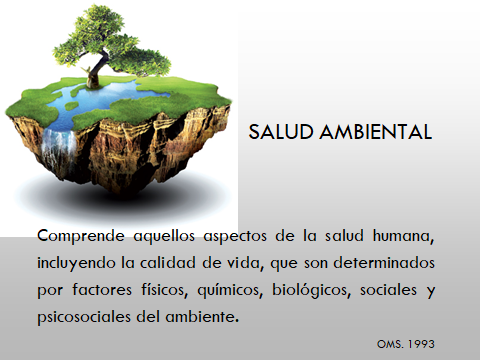 SALUD AMBIENTAL
Comprende aquellos aspectos de la salud humana,
incluyendo la calidad de vida, que son determinados
por factores físicos, químicos, biológicos, sociales y
psicosociales del ambiente.
OMS. 1993